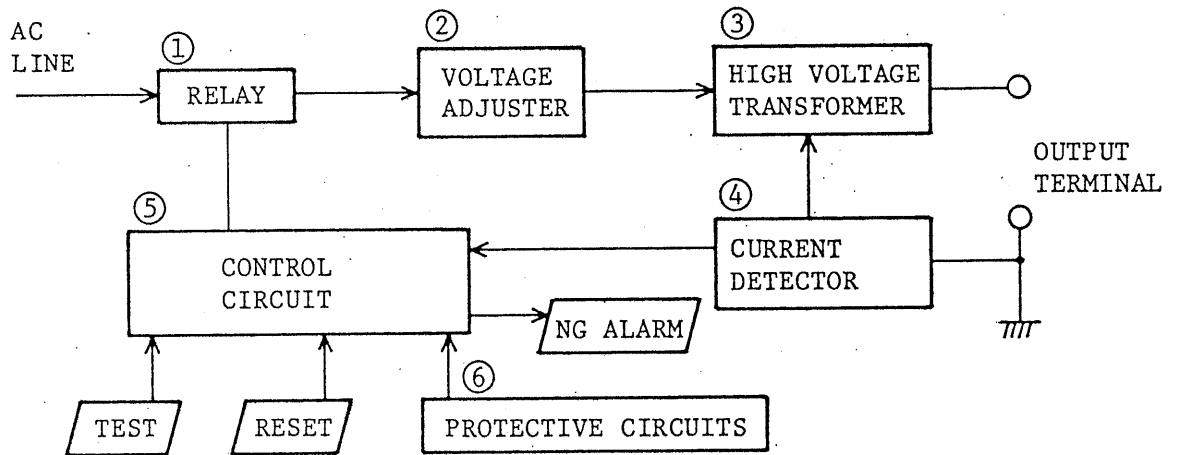 AC
LINE
①
RELAY
②
VOLTAGE
ADJUSTER
③
HIGH VOLTAGE
TRANSFORMER
OUTPUT
TERMINAL
④
CURRENT
DETECTOR
⑤
CONTROL
CIRCUIT
NG ALARM
TEST
RESET
⑥
PROTECTIVE CIRCUITS